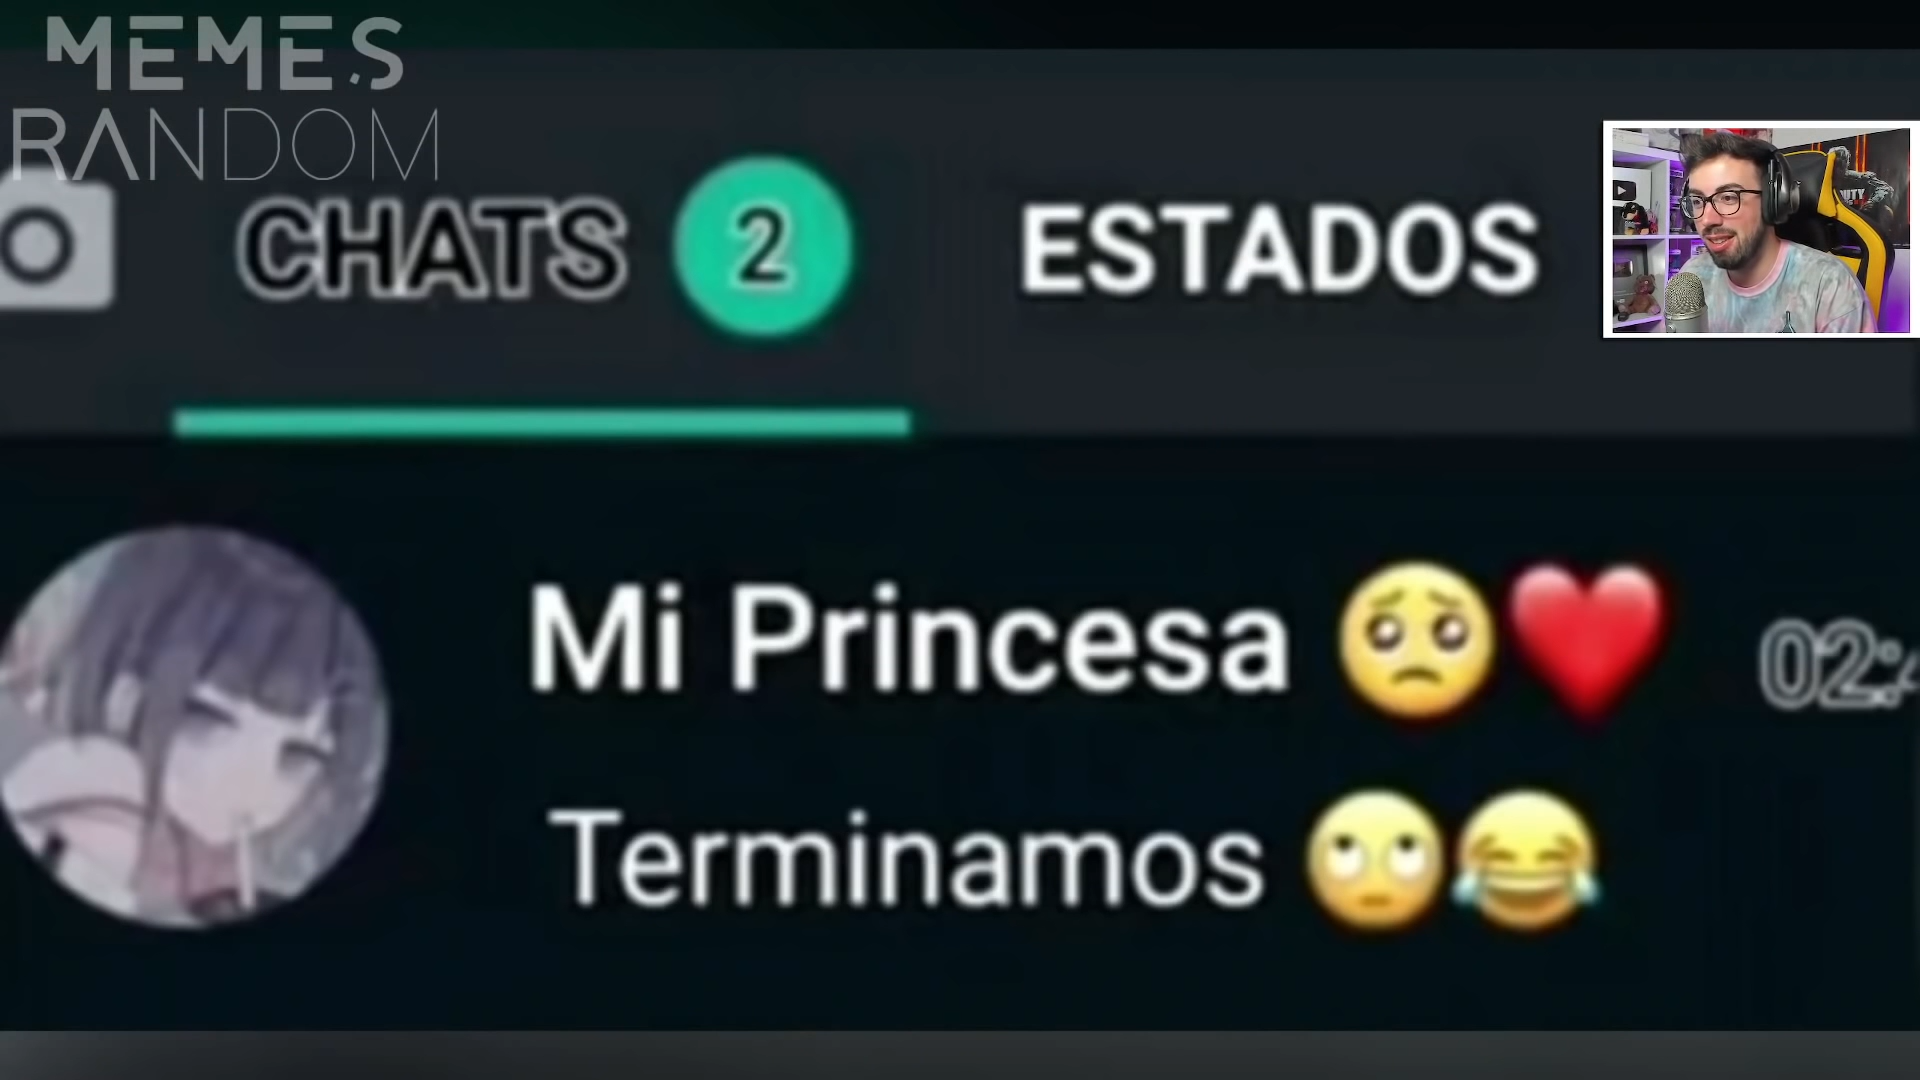 MEMES
RANDOM
CHATS 2 ESTADOS
Mi Princesa 🥺❤️
Terminamos 🙄😂